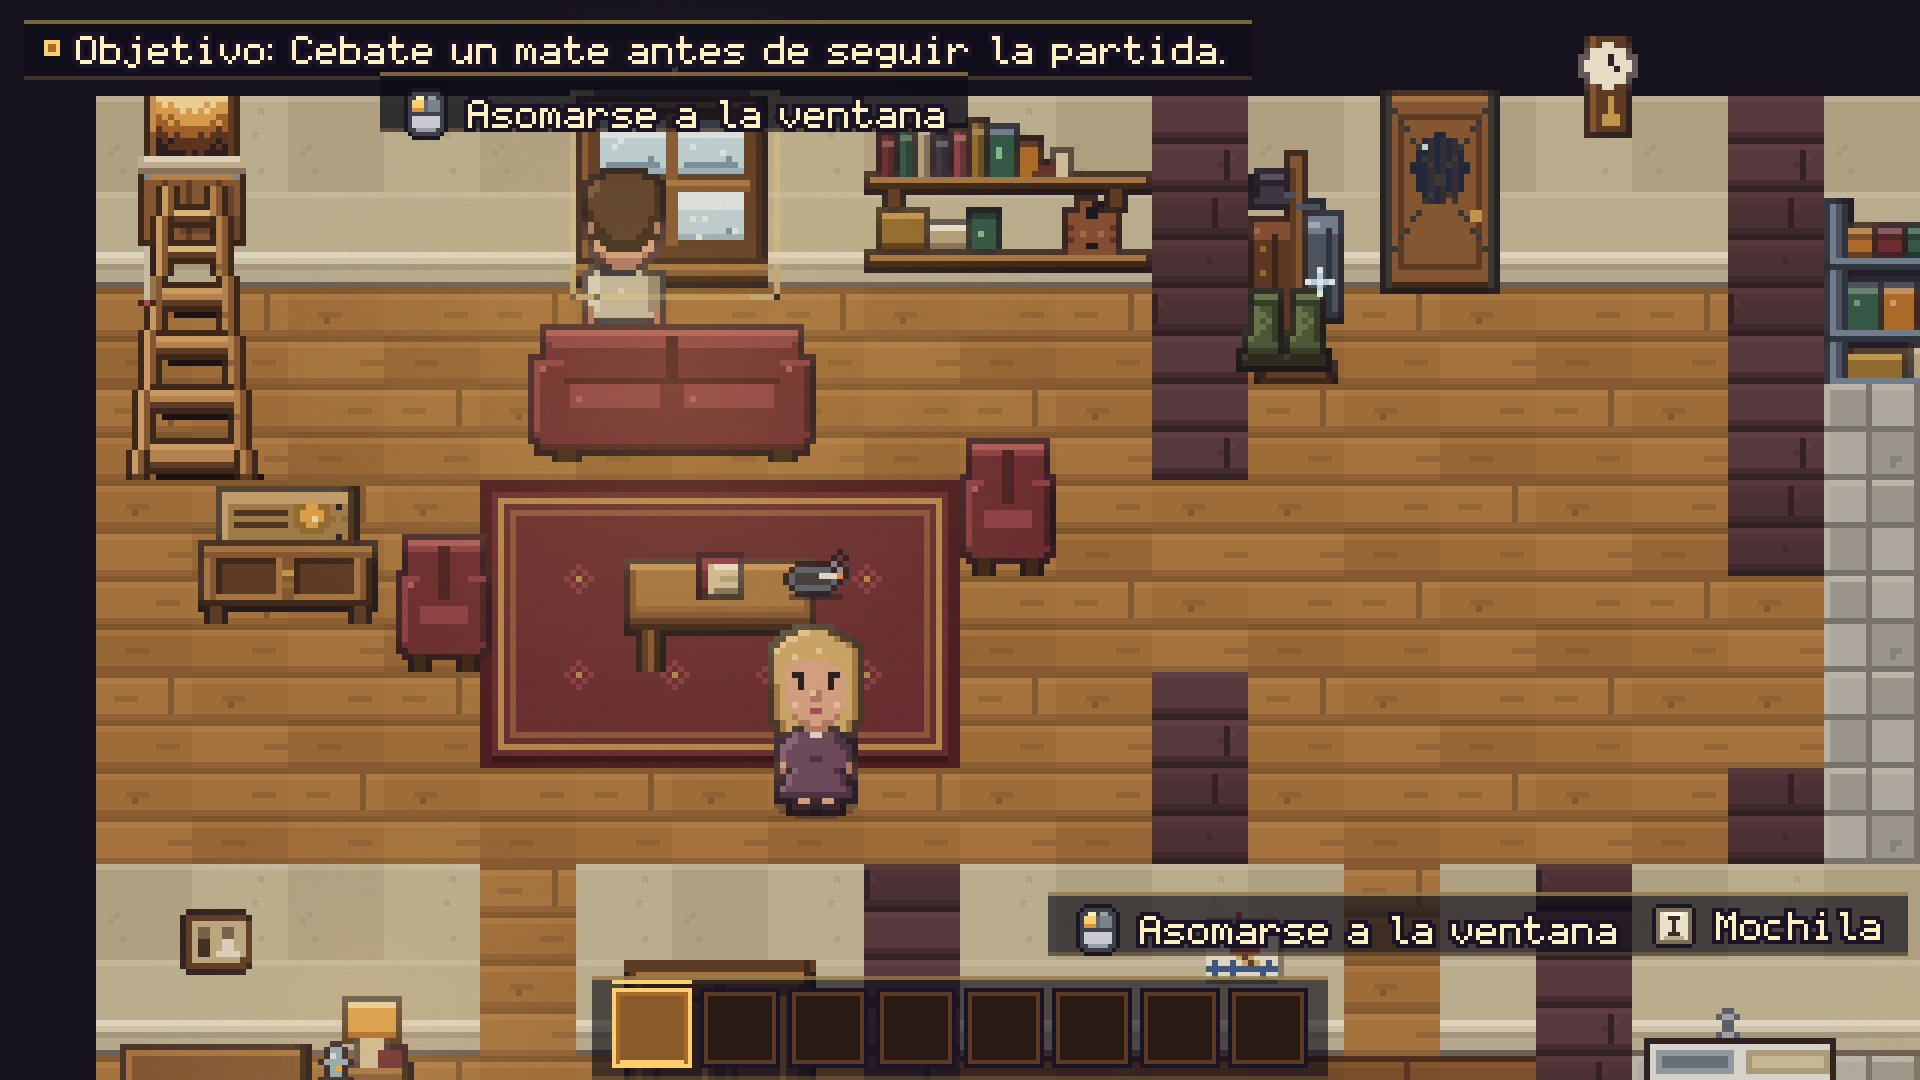 Objetivo: Cebate un mate antes de seguir la partida.
Asomarse a la ventana
Asomarse a la ventana
I Mochila